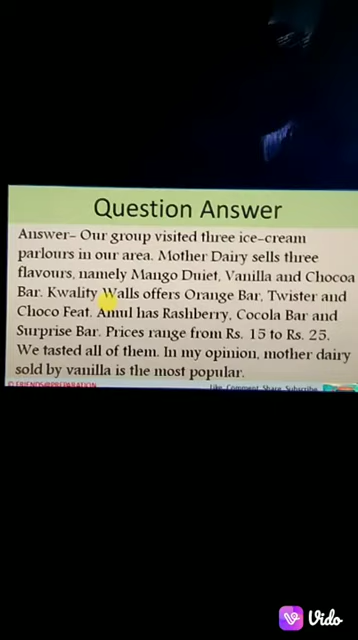 Question Answer
Answer- Our group visited three ice-cream
parlours in our area. Mother Dairy sells three
flavours, namely Mango Duiet, Vanilla and Chocoa
Bar. Kwality Walls offers Orange Bar, Twister and
Choco Feat. Amul has Rashberry, Cocola Bar and
Surprise Bar. Prices range from Rs. 15 to Rs. 25.
We tasted all of them. In my opinion, mother dairy
sold by vanilla is the most popular.
© FRIENDS@PREPARATION Like Comment Share Subscribe
Vido